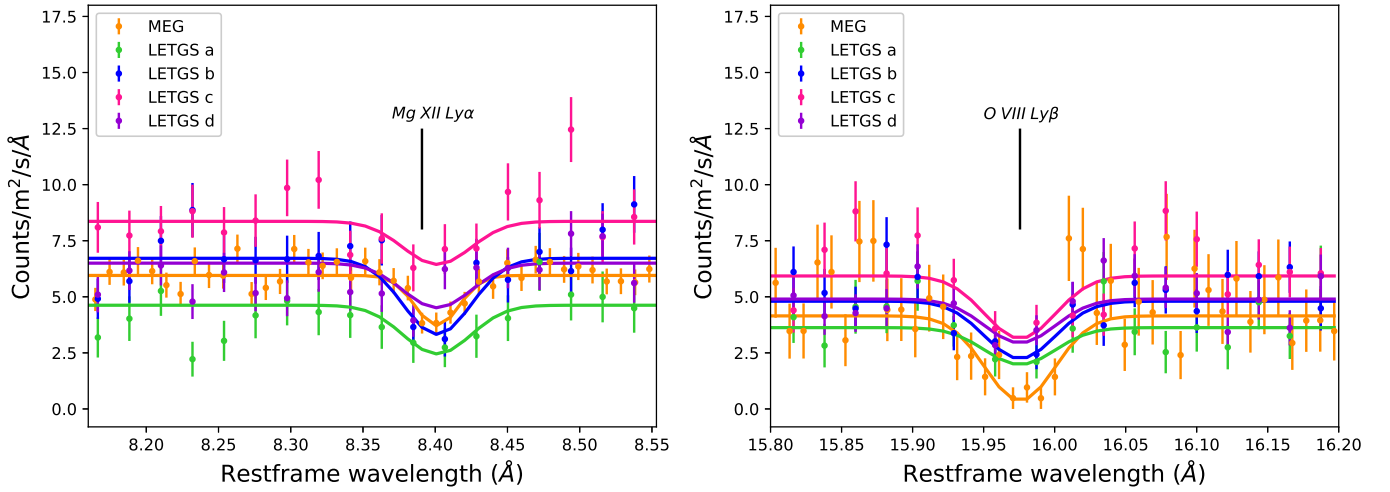 17.5
15.0
12.5
10.0
7.5
5.0
2.5
0.0
Counts/m²/s/Å
MEG
LETGS a
LETGS b
LETGS c
LETGS d
Mg XII Lyα
8.20
8.25
8.30
8.35
8.40
8.45
8.50
8.55
Restframe wavelength (Å)
17.5
15.0
12.5
10.0
7.5
5.0
2.5
0.0
Counts/m²/s/Å
MEG
LETGS a
LETGS b
LETGS c
LETGS d
O VIII Lyβ
15.80
15.85
15.90
15.95
16.00
16.05
16.10
16.15
16.20
Restframe wavelength (Å)